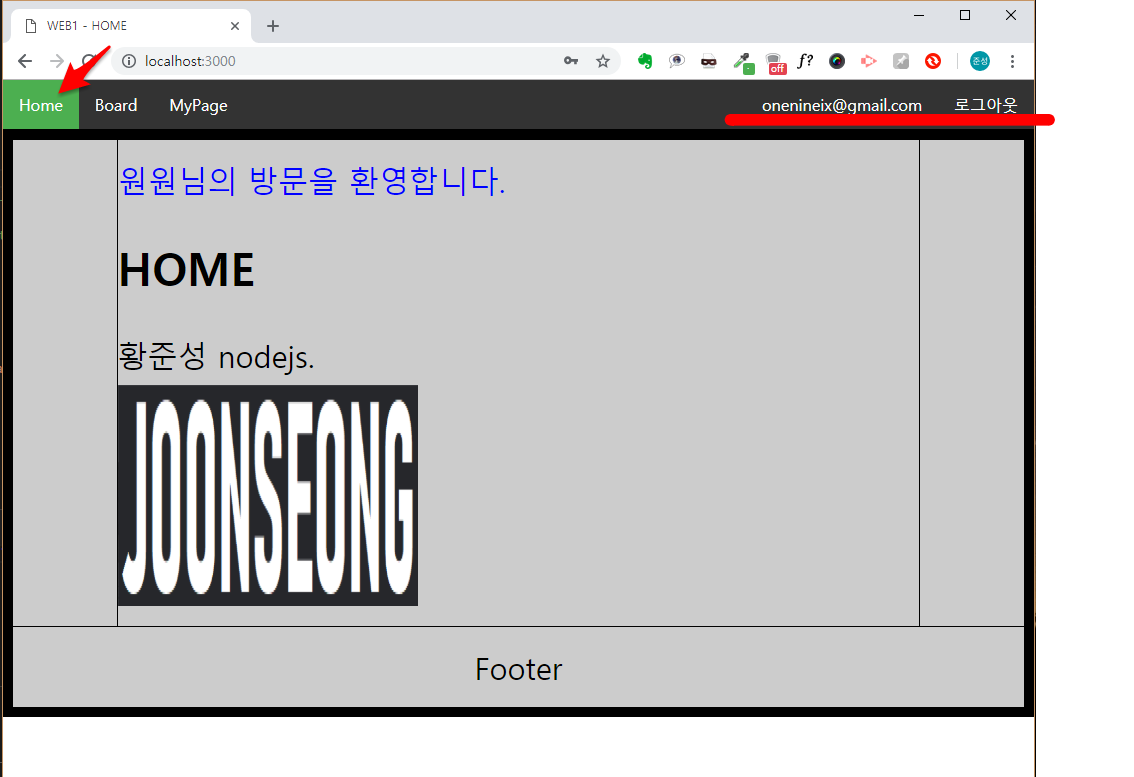 WEB1 - HOME
localhost:3000
off
f?
준성
Home Board MyPage onenineix@gmail.com 로그아웃
원원님의 방문을 환영합니다.
HOME
황준성 nodejs.
JOONSEONG
Footer